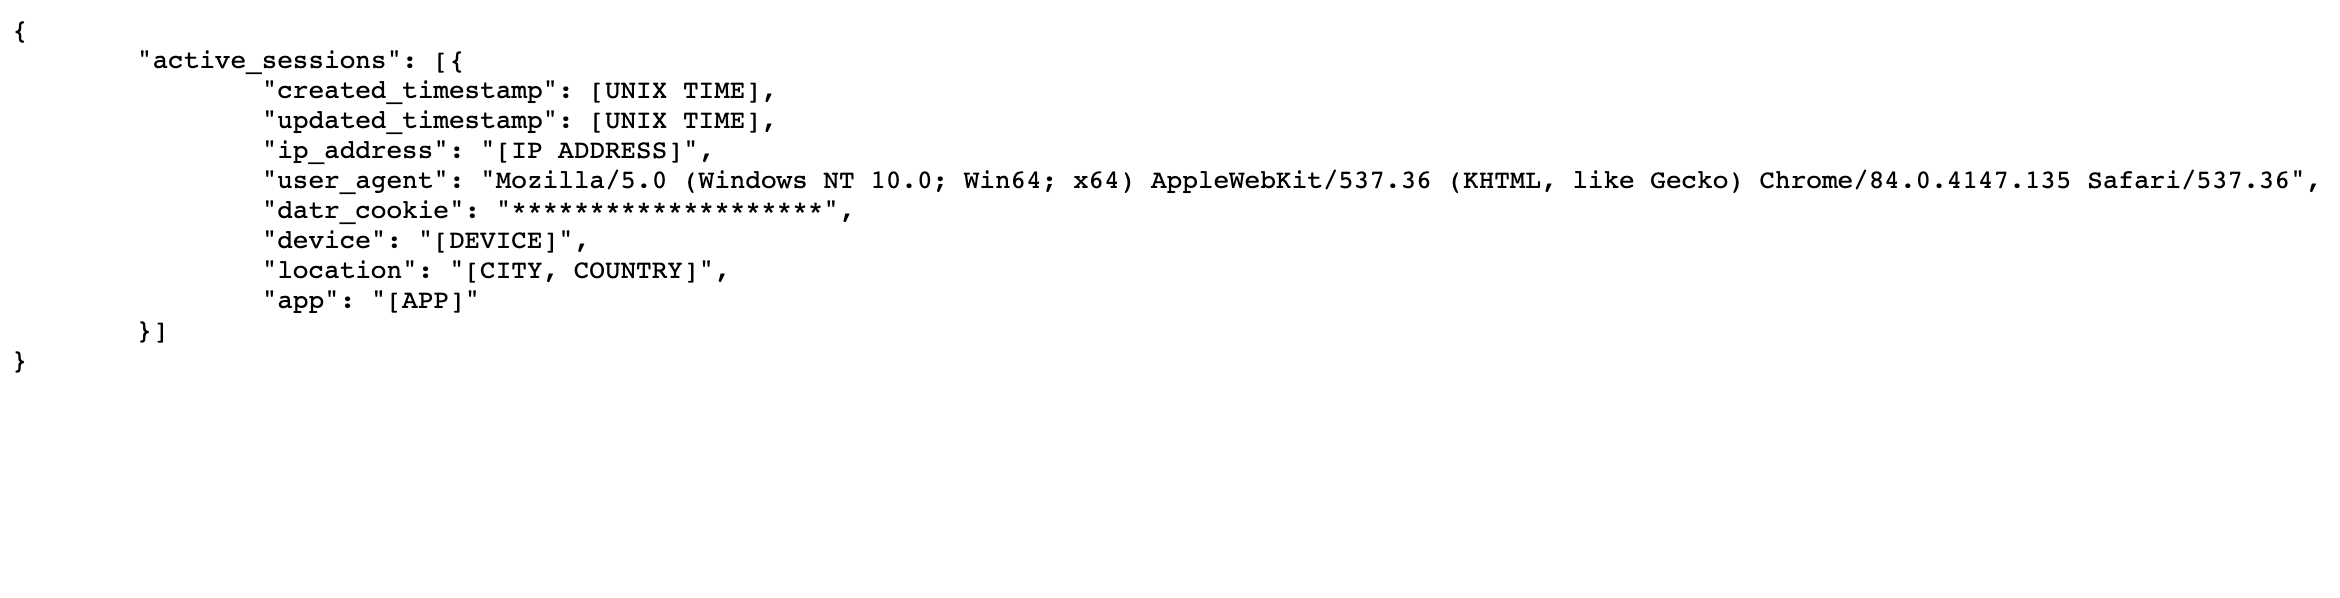 {
"active_sessions": [{
"created_timestamp": [UNIX TIME],
"updated_timestamp": [UNIX TIME],
"ip_address": "[IP ADDRESS]",
"user_agent": "Mozilla/5.0 (Windows NT 10.0; Win64; x64) AppleWebKit/537.36 (KHTML, like Gecko) Chrome/84.0.4147.135 Safari/537.36",
"datr_cookie": "********************",
"device": "[DEVICE]",
"location": "[CITY, COUNTRY]",
"app": "[APP]"
}]
}